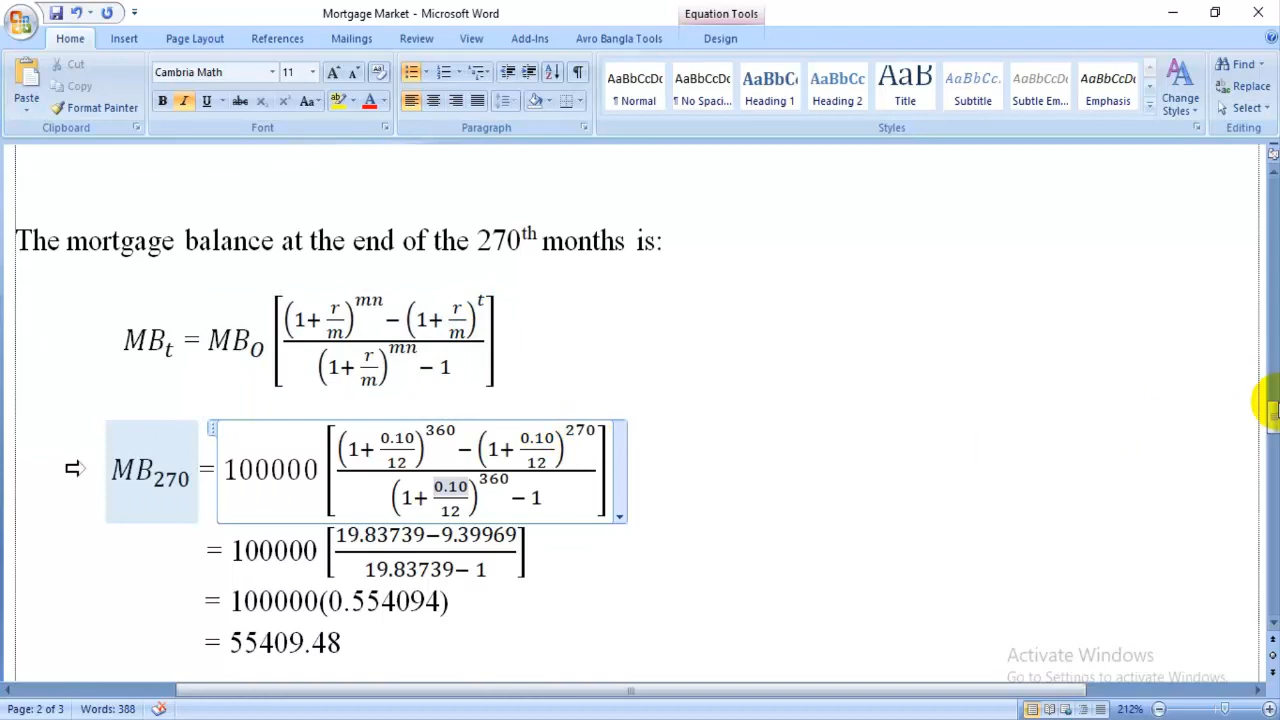 Mortgage Market - Microsoft Word
Equation Tools
Home Insert Page Layout References Mailings Review View Add-Ins Avro Bangla Tools Design
Paste
Cut
Copy
Format Painter
Clipboard
Cambria Math 11
B I U abc x₂ x² Aa
Font
Paragraph
AaBbCcDc AaBbCcDc AaBbCc AaBbCc AaB AaBbCc. AaBbCcDc AaBbCcDc
¶ Normal ¶ No Spaci... Heading 1 Heading 2 Title Subtitle Subtle Em... Emphasis
Change Styles
Styles
Find
Replace
Select
Editing
The mortgage balance at the end of the 270th months is:
MB_t = MB_O [((1+ r/m)^mn − (1+ r/m)^t) / ((1+ r/m)^mn − 1)]
⇨ MB_270 = 100000 [((1+ 0.10/12)^360 − (1+ 0.10/12)^270) / ((1+ 0.10/12)^360 − 1)]
= 100000 [(19.83739−9.39969) / (19.83739− 1)]
= 100000(0.554094)
= 55409.48
Activate Windows
Go to Settings to activate Windows.
Page: 2 of 3 Words: 388 212%